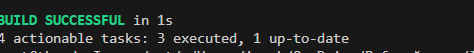 BUILD SUCCESSFUL in 1s
4 actionable tasks: 3 executed, 1 up-to-date